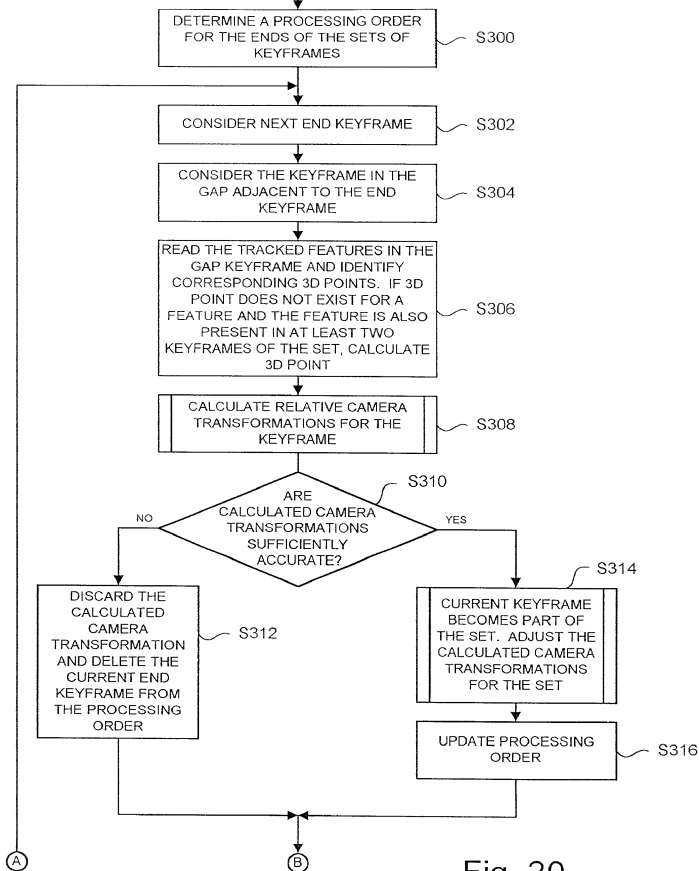 DETERMINE A PROCESSING ORDER
FOR THE ENDS OF THE SETS OF
KEYFRAMES
S300
CONSIDER NEXT END KEYFRAME
S302
CONSIDER THE KEYFRAME IN THE
GAP ADJACENT TO THE END
KEYFRAME
S304
READ THE TRACKED FEATURES IN THE
GAP KEYFRAME AND IDENTIFY
CORRESPONDING 3D POINTS. IF 3D
POINT DOES NOT EXIST FOR A
FEATURE AND THE FEATURE IS ALSO
PRESENT IN AT LEAST TWO
KEYFRAMES OF THE SET, CALCULATE
3D POINT
S306
CALCULATE RELATIVE CAMERA
TRANSFORMATIONS FOR THE
KEYFRAME
S308
ARE
CALCULATED CAMERA
TRANSFORMATIONS
SUFFICIENTLY
ACCURATE?
S310
NO
YES
DISCARD THE
CALCULATED
CAMERA
TRANSFORMATION
AND DELETE THE
CURRENT END
KEYFRAME FROM
THE PROCESSING
ORDER
S312
CURRENT KEYFRAME
BECOMES PART OF
THE SET. ADJUST THE
CALCULATED CAMERA
TRANSFORMATIONS
FOR THE SET
S314
UPDATE PROCESSING
ORDER
S316
A
B
Fig. 20